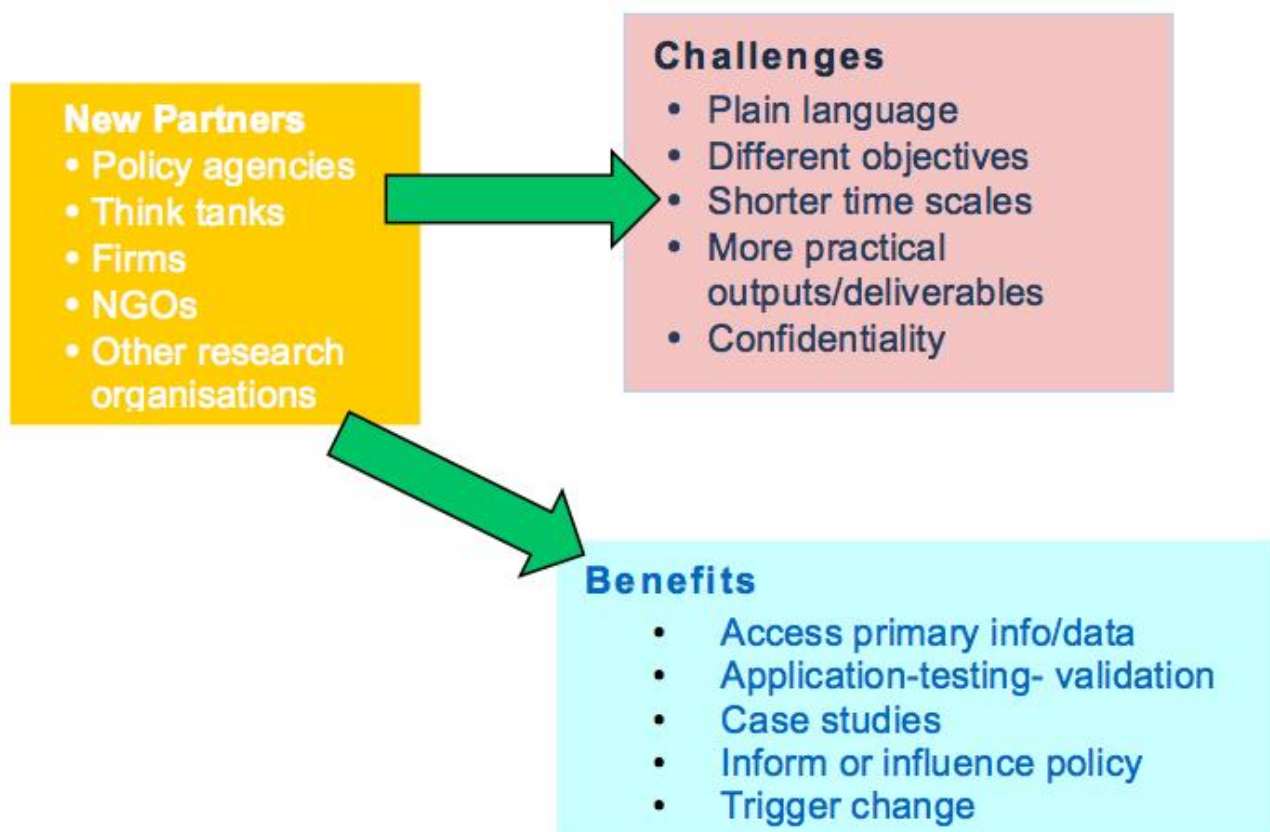 New Partners
• Policy agencies
• Think tanks
• Firms
• NGOs
• Other research
organisations
Challenges
• Plain language
• Different objectives
• Shorter time scales
• More practical
outputs/deliverables
• Confidentiality
Benefits
• Access primary info/data
• Application-testing- validation
• Case studies
• Inform or influence policy
• Trigger change